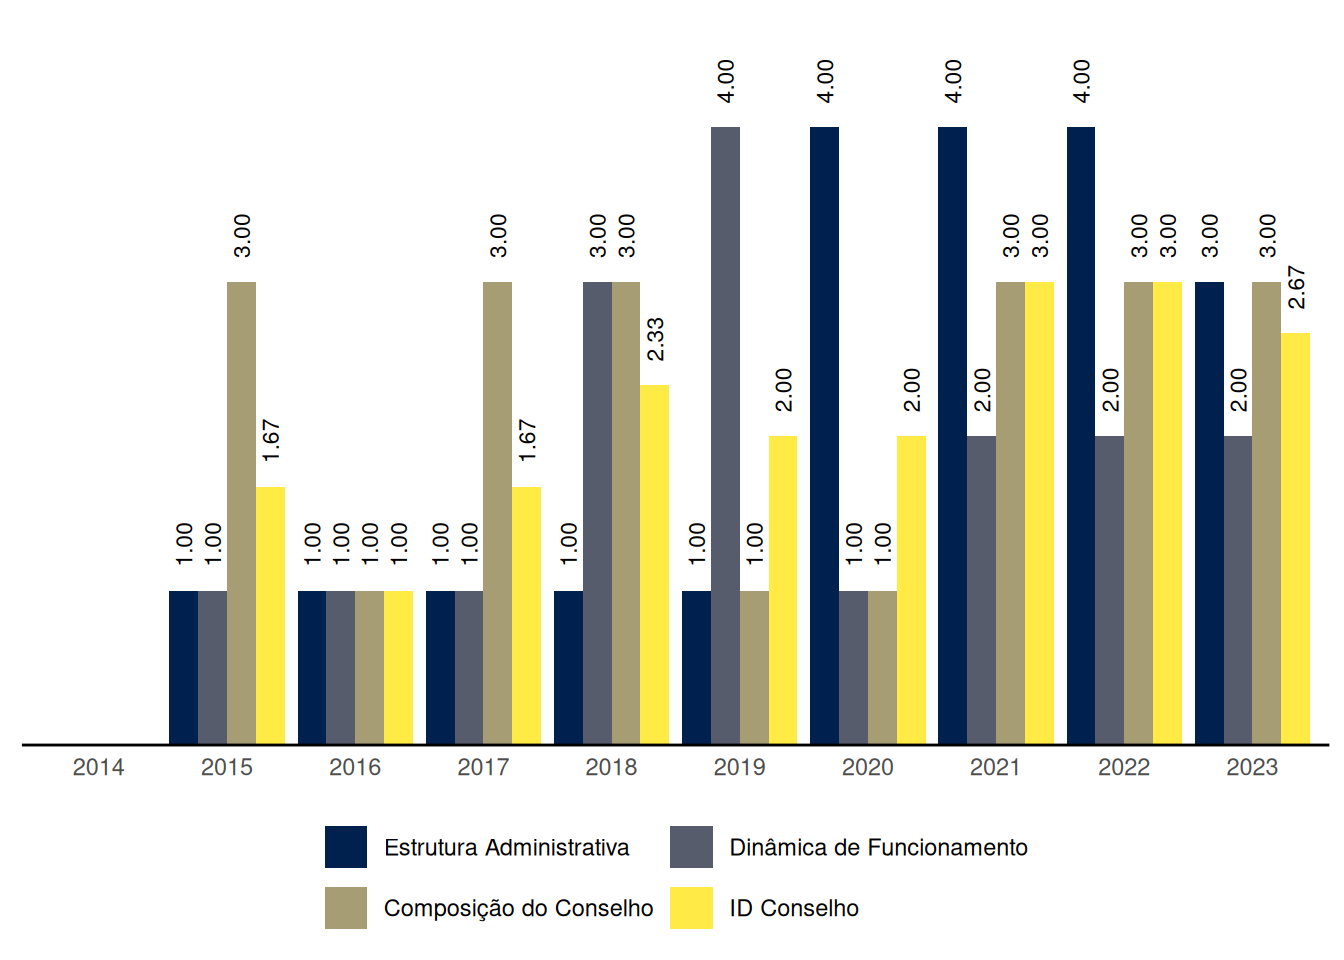 4.00 4.00 4.00 4.00
3.00 3.00 3.00 3.00 3.00 3.00 3.00 3.00 3.00 3.00
2.67
2.33
2.00 2.00 2.00 2.00 2.00
1.67 1.67
1.00 1.00 1.00 1.00 1.00 1.00 1.00 1.00 1.00 1.00 1.00 1.00 1.00
2014 2015 2016 2017 2018 2019 2020 2021 2022 2023
Estrutura Administrativa Dinâmica de Funcionamento
Composição do Conselho ID Conselho